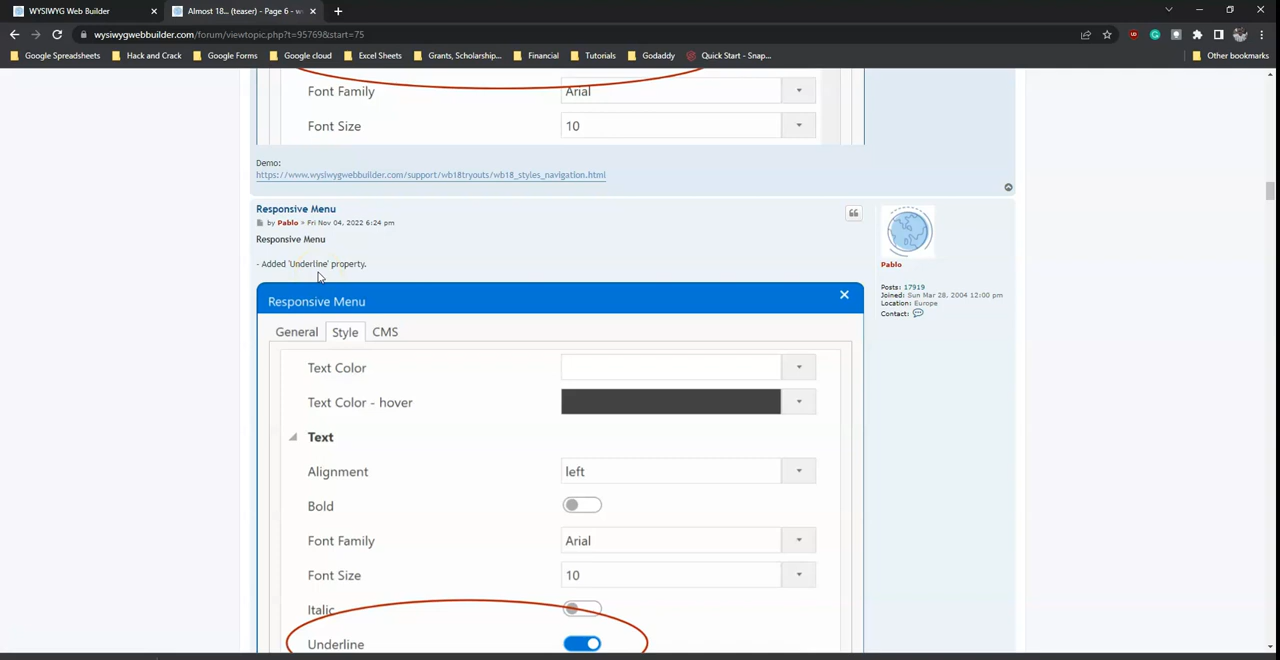 WYSIWYG Web Builder
Almost 18... (teaser) - Page 6 - w
wysiwygwebbuilder.com/forum/viewtopic.php?t=95769&start=75
Google Spreadsheets
Hack and Crack
Google Forms
Google cloud
Excel Sheets
Grants, Scholarship...
Financial
Tutorials
Godaddy
Quick Start - Snap...
Other bookmarks
Font Family
Arial
Font Size
10
Demo:
https://www.wysiwygwebbuilder.com/support/wb18tryouts/wb18_styles_navigation.html
Responsive Menu
by Pablo » Fri Nov 04, 2022 6:24 pm
Responsive Menu
- Added 'Underline' property.
Pablo
Posts: 17919
Joined: Sun Mar 28, 2004 12:00 pm
Location: Europe
Contact:
Responsive Menu
General
Style
CMS
Text Color
Text Color - hover
Text
Alignment
left
Bold
Font Family
Arial
Font Size
10
Italic
Underline